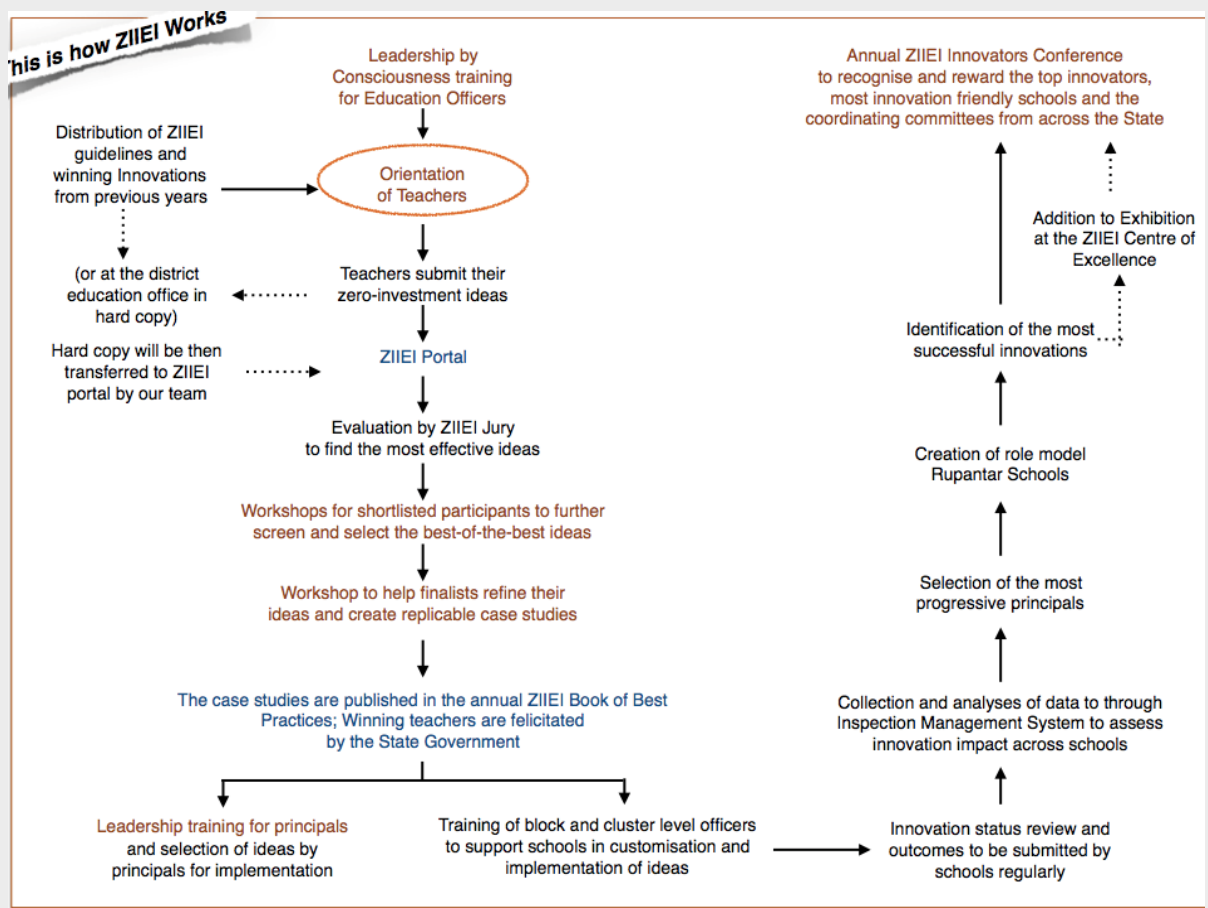 This is how ZIIEI Works
Leadership by
Consciousness training
for Education Officers
Distribution of ZIIEI
guidelines and
winning Innovations
from previous years
Orientation
of Teachers
(or at the district
education office in
hard copy)
Teachers submit their
zero-investment ideas
Hard copy will be then
transferred to ZIIEI
portal by our team
ZIIEI Portal
Evaluation by ZIIEI Jury
to find the most effective ideas
Workshops for shortlisted participants to further
screen and select the best-of-the-best ideas
Workshop to help finalists refine their
ideas and create replicable case studies
The case studies are published in the annual ZIIEI Book of Best
Practices; Winning teachers are felicitated
by the State Government
Leadership training for principals
and selection of ideas by
principals for implementation
Training of block and cluster level officers
to support schools in customisation and
implementation of ideas
Innovation status review and
outcomes to be submitted by
schools regularly
Collection and analyses of data to through
Inspection Management System to assess
innovation impact across schools
Selection of the most
progressive principals
Creation of role model
Rupantar Schools
Identification of the most
successful innovations
Addition to Exhibition
at the ZIIEI Centre of
Excellence
Annual ZIIEI Innovators Conference
to recognise and reward the top innovators,
most innovation friendly schools and the
coordinating committees from across the State